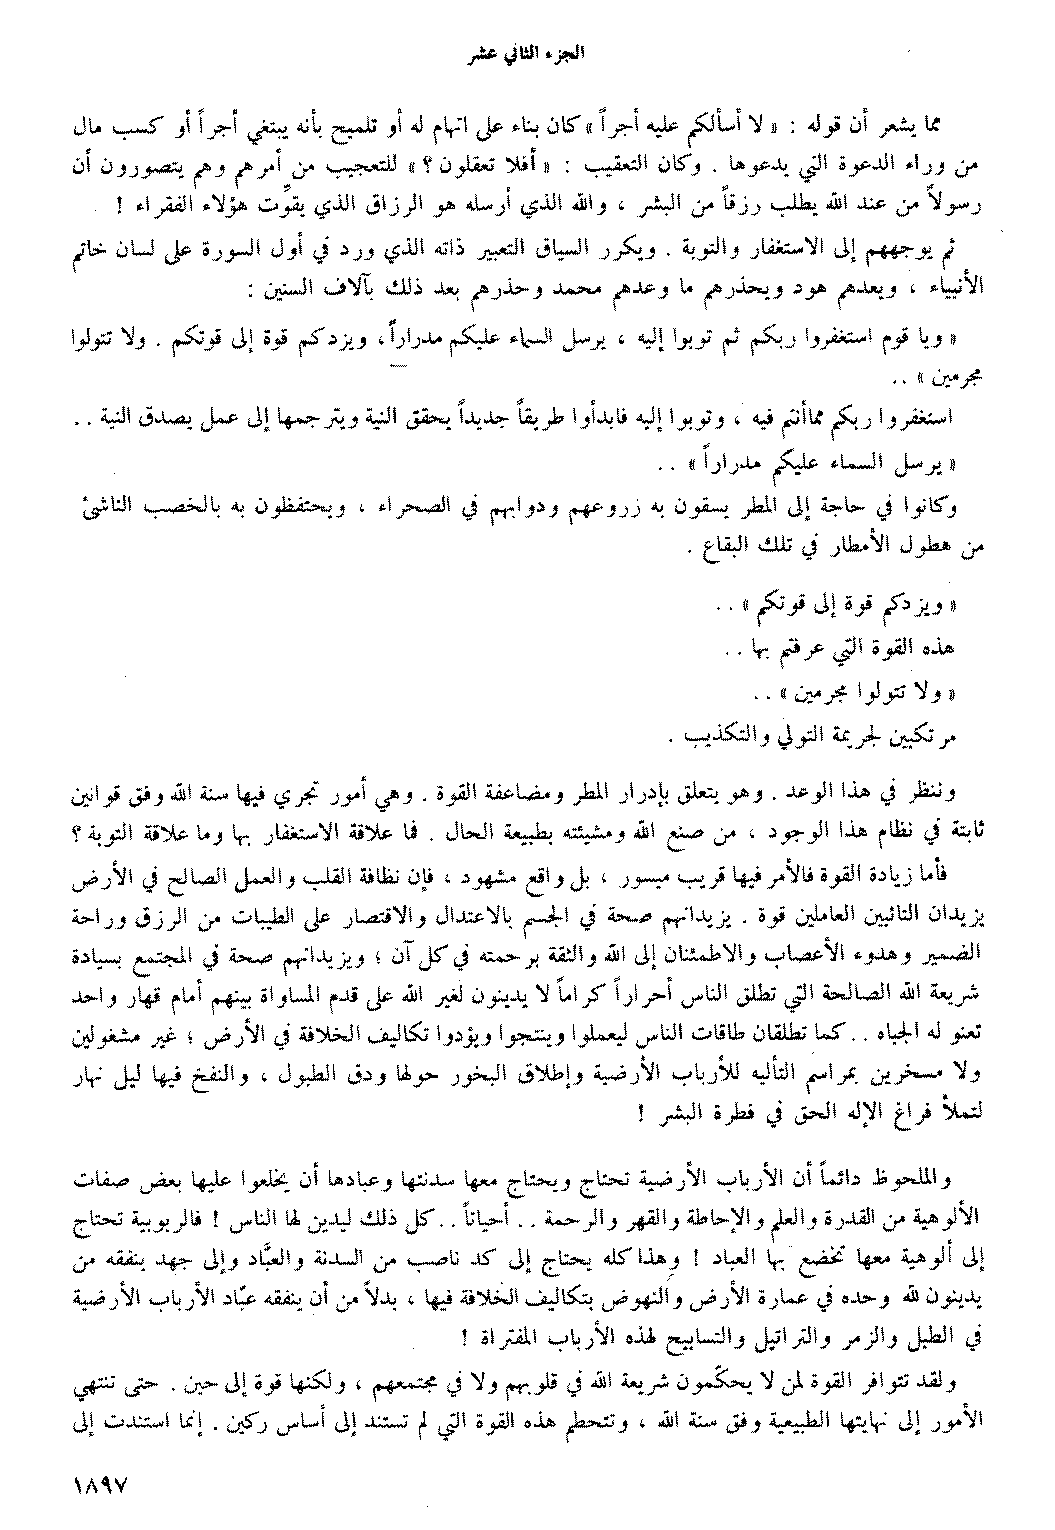 الجزء الثاني عشر
مما يشعر أن قوله : « لا أسألكم عليه أجراً » كان بناء على اتهام له أو تلميح بأنه يبتغي أجراً أو كسب مال
من وراء الدعوة التي يدعوها . وكان التعقيب : « أفلا تعقلون ؟ » للتعجيب من أمرهم وهم يتصورون أن
رسولاً من عند الله يطلب رزقاً من البشر ، والله الذي أرسله هو الرزاق الذي يقوِّت هؤلاء الفقراء !
ثم يوجههم إلى الاستغفار والتوبة . ويكرر السياق التعبير ذاته الذي ورد في أول السورة على لسان خاتم
الأنبياء ، ويعدهم هود ويحذرهم ما وعدهم محمد وحذرهم بعد ذلك بآلاف السنين :
« ويا قوم استغفروا ربكم ثم توبوا إليه ، يرسل السماء عليكم مدراراً ، ويزدكم قوة إلى قوتكم . ولا تتولوا
مجرمين » ..
استغفروا ربكم مما أنتم فيه ، وتوبوا إليه فابدأوا طريقاً جديداً يحقق النية ويترجمها إلى عمل يصدق النية ..
« يرسل السماء عليكم مدراراً » ..
وكانوا في حاجة إلى المطر يسقون به زروعهم ودوابهم في الصحراء ، ويحتفظون به بالخصب الناشئ
من هطول الأمطار في تلك البقاع .
« ويزدكم قوة إلى قوتكم » ..
هذه القوة التي عرفتم بها ..
« ولا تتولوا مجرمين » ..
مرتكبين لجريمة التولي والتكذيب .
وننظر في هذا الوعد . وهو يتعلق بإدرار المطر ومضاعفة القوة . وهي أمور تجري فيها سنة الله وفق قوانين
ثابتة في نظام هذا الوجود ، من صنع الله ومشيئته بطبيعة الحال . فما علاقة الاستغفار بها وما علاقة التوبة ؟
فأما زيادة القوة فالأمر فيها قريب ميسور ، بل واقع مشهود ، فإن نظافة القلب والعمل الصالح في الأرض
يزيدان التائبين العاملين قوة . يزيدانهم صحة في الجسم بالاعتدال والاقتصار على الطيبات من الرزق وراحة
الضمير وهدوء الأعصاب والاطمئنان إلى الله والثقة برحمته في كل آن ؛ ويزيدانهم صحة في المجتمع بسيادة
شريعة الله الصالحة التي تطلق الناس أحراراً كراماً لا يدينون لغير الله على قدم المساواة بينهم أمام قهار واحد
تعنو له الجباه .. كما تطلقان طاقات الناس ليعملوا وينتجوا ويؤدوا تكاليف الخلافة في الأرض ؛ غير مشغولين
ولا مسخرين بمراسم التأليه للأرباب الأرضية وإطلاق البخور حولها ودق الطبول ، والنفخ فيها ليل نهار
لتملأ فراغ الإله الحق في فطرة البشر !
والملحوظ دائماً أن الأرباب الأرضية تحتاج ويحتاج معها سدنتها وعبادها أن يخلعوا عليها بعض صفات
الألوهية من القدرة والعلم والإحاطة والقهر والرحمة .. أحياناً .. كل ذلك ليدين لها الناس ! فالربوبية تحتاج
إلى ألوهية معها تخضع بها العباد ! وهذا كله يحتاج إلى كد ناصب من السدنة والعبَّاد وإلى جهد ينفقه من
يدينون لله وحده في عمارة الأرض والنهوض بتكاليف الخلافة فيها ، بدلاً من أن ينفقه عبّاد الأرباب الأرضية
في الطبل والزمر والتراتيل والتسابيح لهذه الأرباب المفتراة !
ولقد تتوافر القوة لمن لا يحكّمون شريعة الله في قلوبهم ولا في مجتمعهم ، ولكنها قوة إلى حين . حتى تنتهي
الأمور إلى نهايتها الطبيعية وفق سنة الله ، وتتحطم هذه القوة التي لم تستند إلى أساس ركين . إنما استندت إلى
١٨٩٧